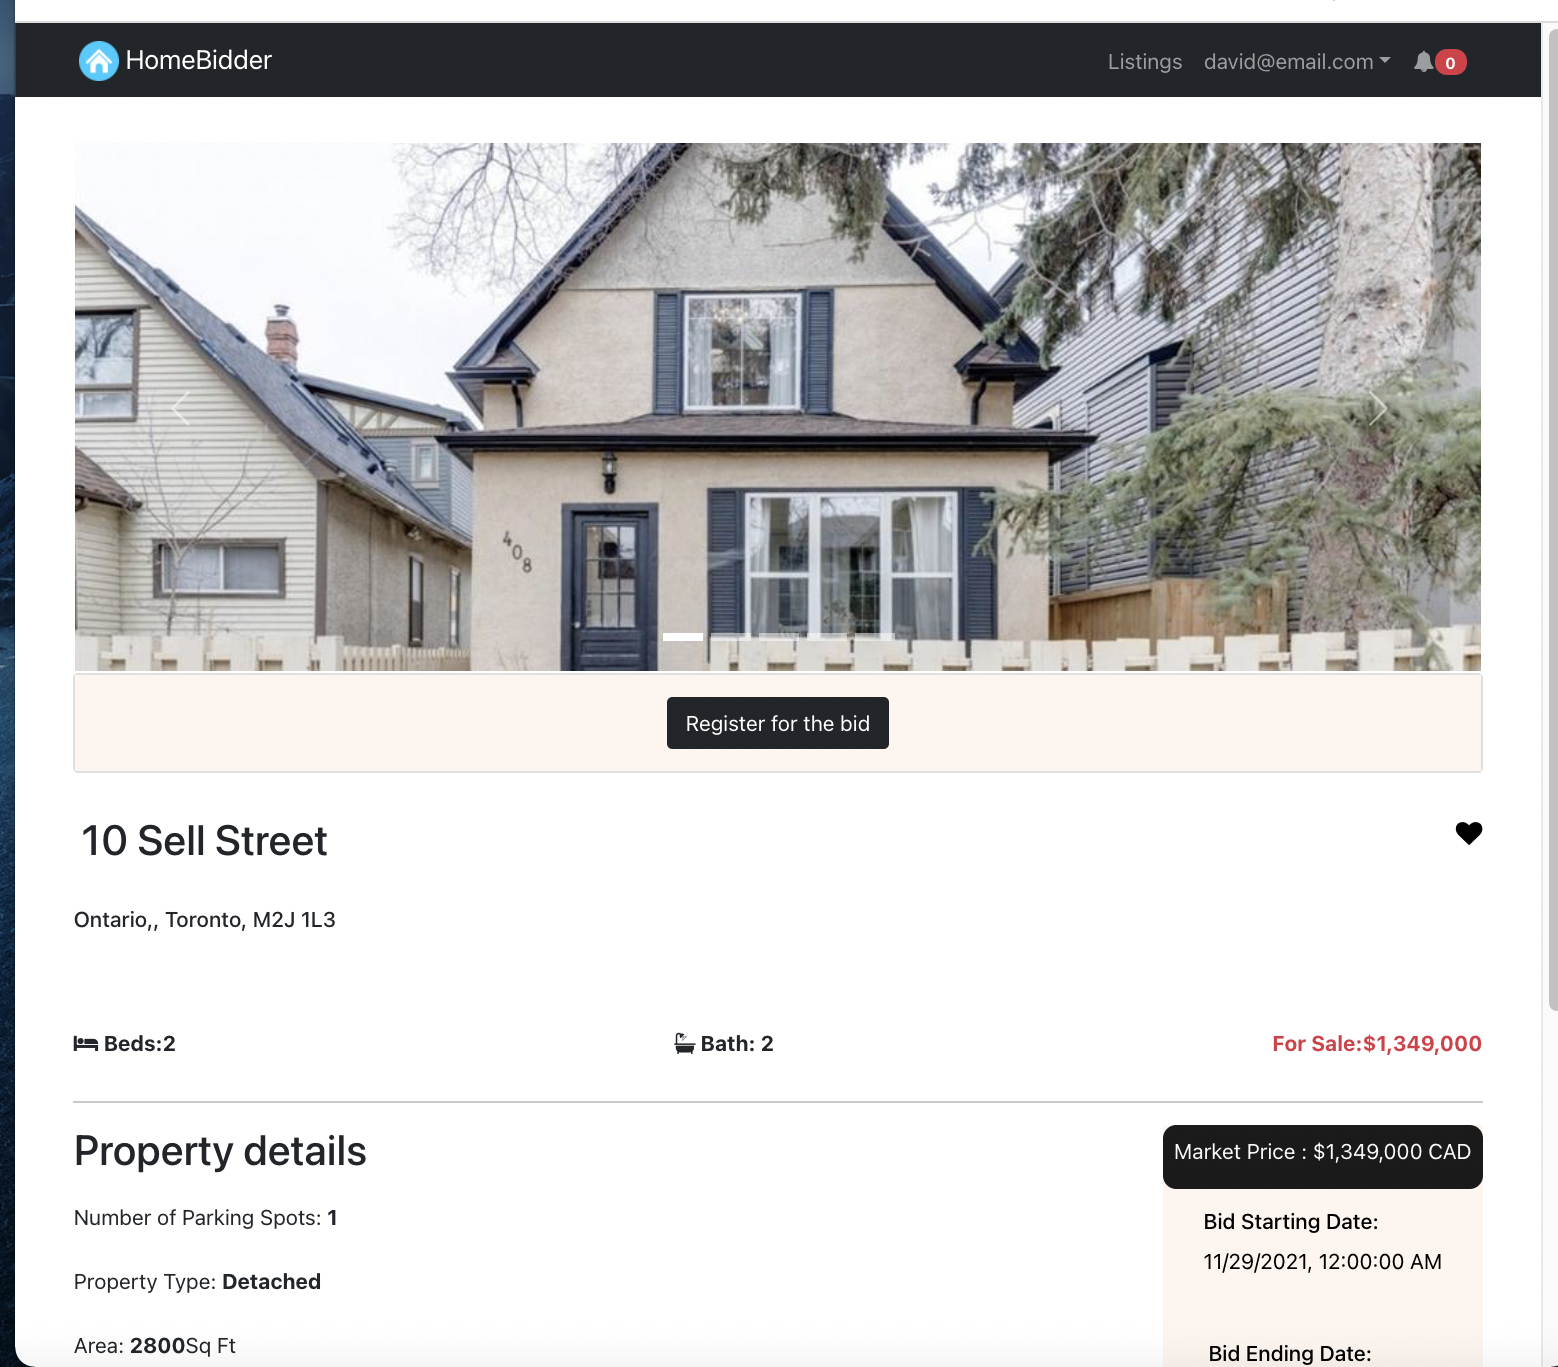 HomeBidder
Listings david@email.com 0
408
Register for the bid
10 Sell Street
Ontario,, Toronto, M2J 1L3
Beds:2 Bath: 2 For Sale:$1,349,000
Property details
Market Price : $1,349,000 CAD
Number of Parking Spots: 1
Bid Starting Date:
11/29/2021, 12:00:00 AM
Property Type: Detached
Area: 2800Sq Ft
Bid Ending Date: